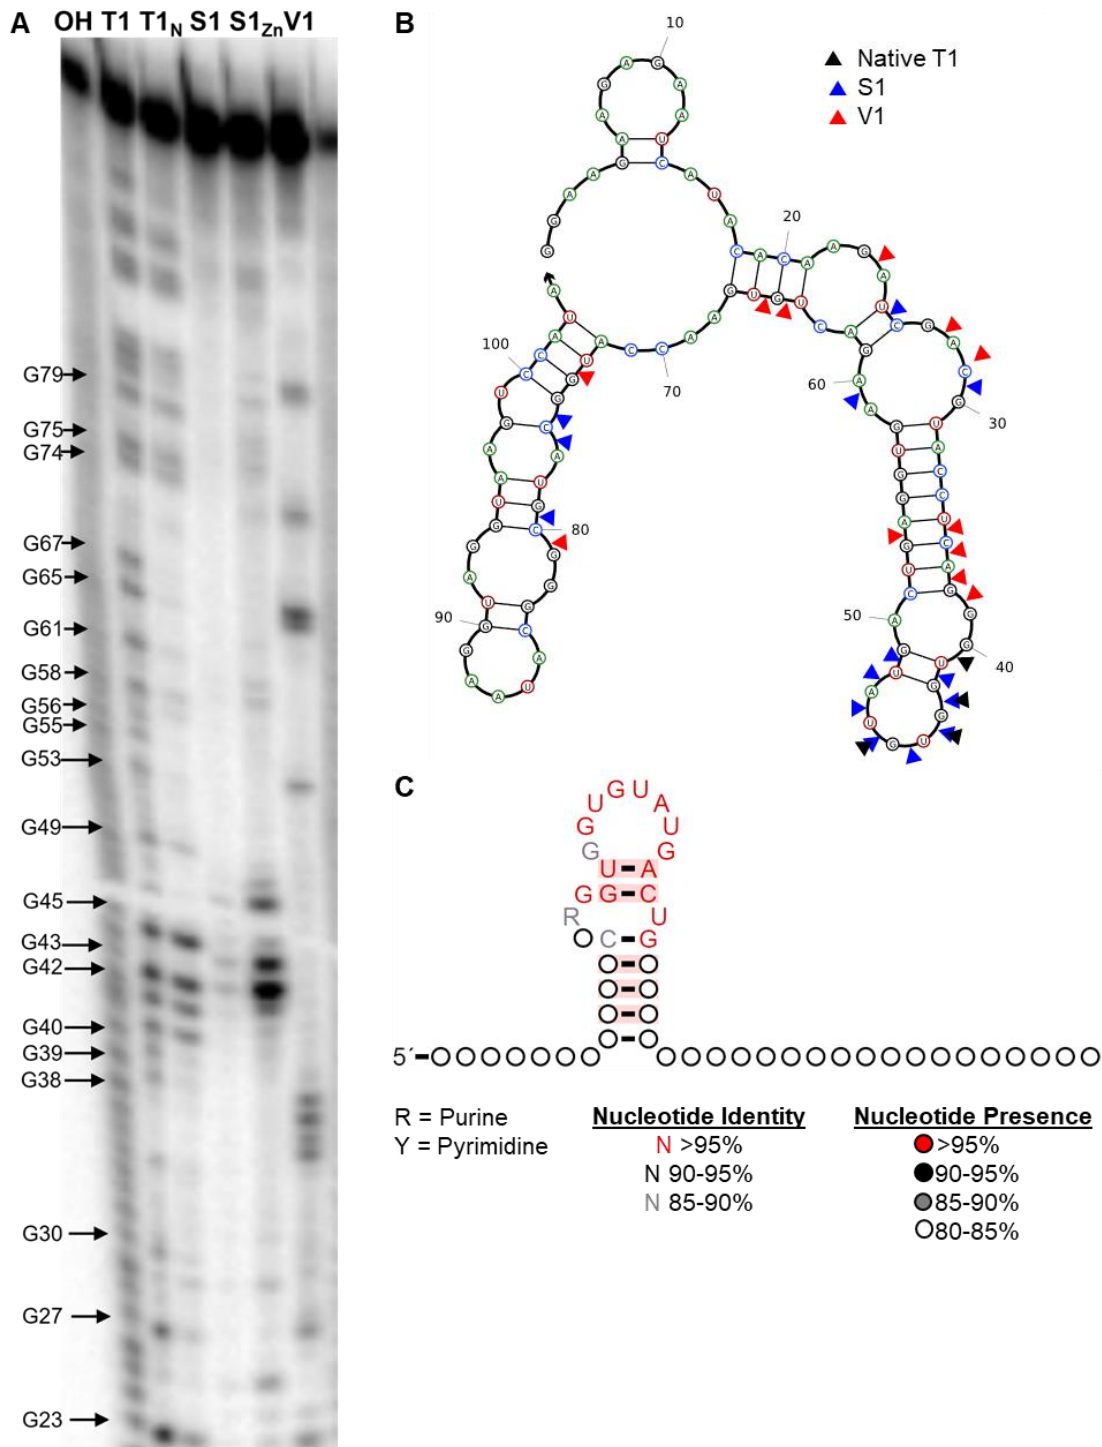 A
OH T1 T1N S1 S1Zn V1
G79
G75
G74
G67
G65
G61
G58
G56
G55
G53
G49
G45
G43
G42
G40
G39
G38
G30
G27
G23
B
Native T1
S1
V1
10
20
30
40
50
60
70
80
90
100
G G A A G A A G A G A A U C A U A C A C A A G A U C G A C G U A C C U C A G G G U G G U G U A U G A C U G A G G U G A A G A C U G U G A A C C A U G G C A U G C G G G C A U A A G G U A G G U A A G U C C A U A
C
G U
U A
G U
G G
U A
G G C
R U
C G
5´
R = Purine
Y = Pyrimidine
Nucleotide Identity
N >95%
N 90-95%
N 85-90%
Nucleotide Presence
>95%
90-95%
85-90%
80-85%